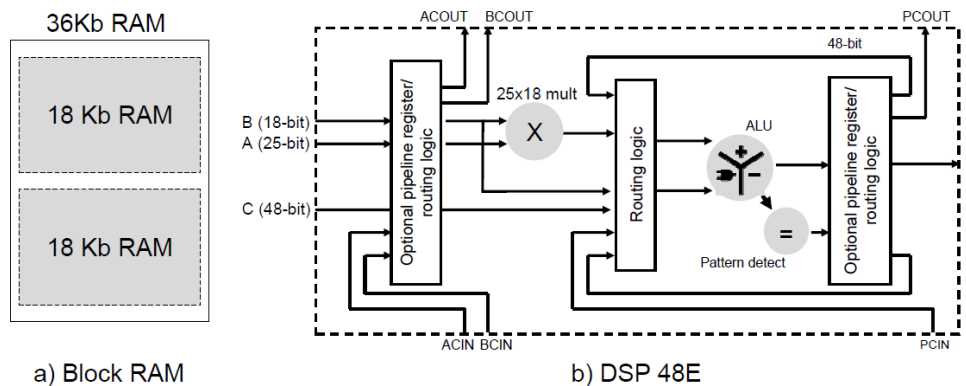 36Kb RAM
18 Kb RAM
18 Kb RAM
a) Block RAM
ACOUT BCOUT
PCOUT
48-bit
25x18 mult
B (18-bit)
A (25-bit)
C (48-bit)
Optional pipeline register/
routing logic
X
Routing logic
ALU
+
-
=
Pattern detect
Optional pipeline register/
routing logic
ACIN BCIN
PCIN
b) DSP 48E